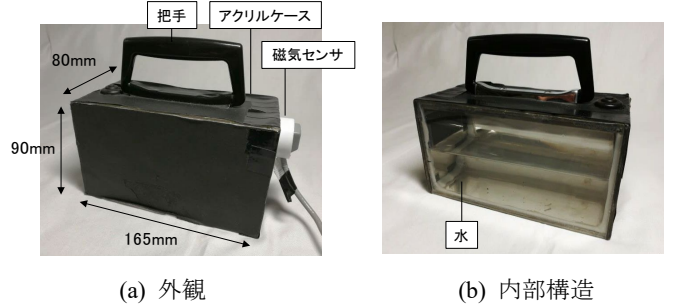 把手
アクリルケース
磁気センサ
80mm
90mm
165mm
水
(a) 外観
(b) 内部構造